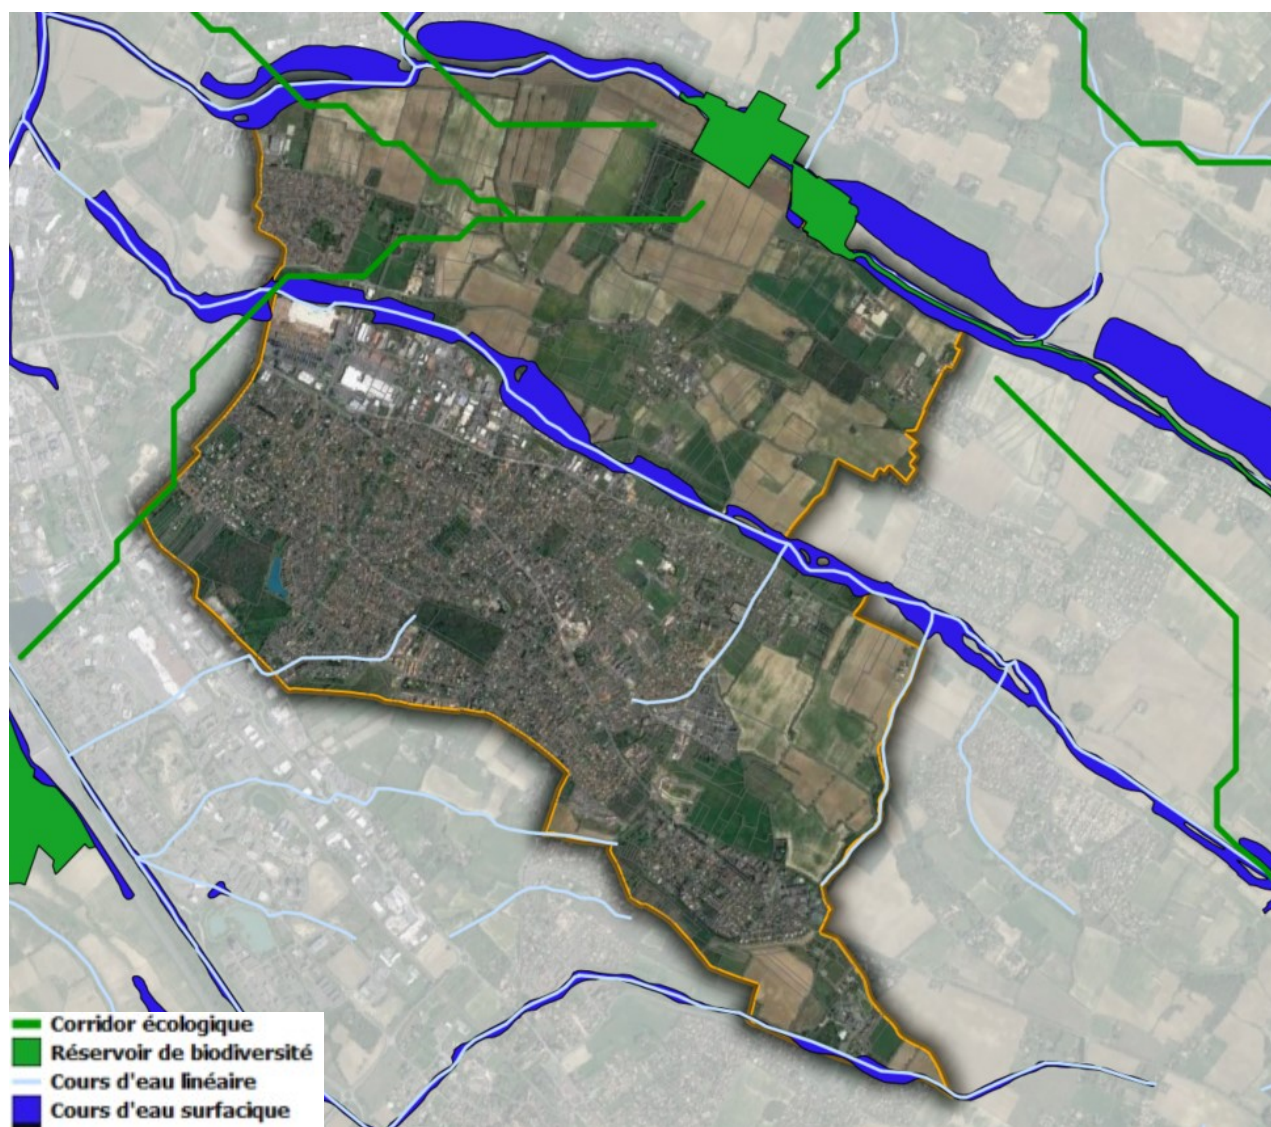 Corridor écologique
Réservoir de biodiversité
Cours d'eau linéaire
Cours d'eau surfacique